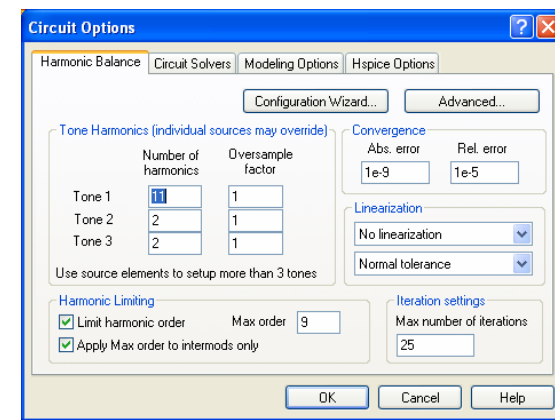 Circuit Options
Harmonic Balance Circuit Solvers Modeling Options Hspice Options
Configuration Wizard... Advanced...
Tone Harmonics (individual sources may override)
Number of harmonics Oversample factor
Tone 1 11 1
Tone 2 2 1
Tone 3 2 1
Use source elements to setup more than 3 tones
Convergence
Abs. error Rel. error
1e-9 1e-5
Linearization
No linearization
Normal tolerance
Harmonic Limiting
Limit harmonic order Max order 9
Apply Max order to intermods only
Iteration settings
Max number of iterations
25
OK Cancel Help